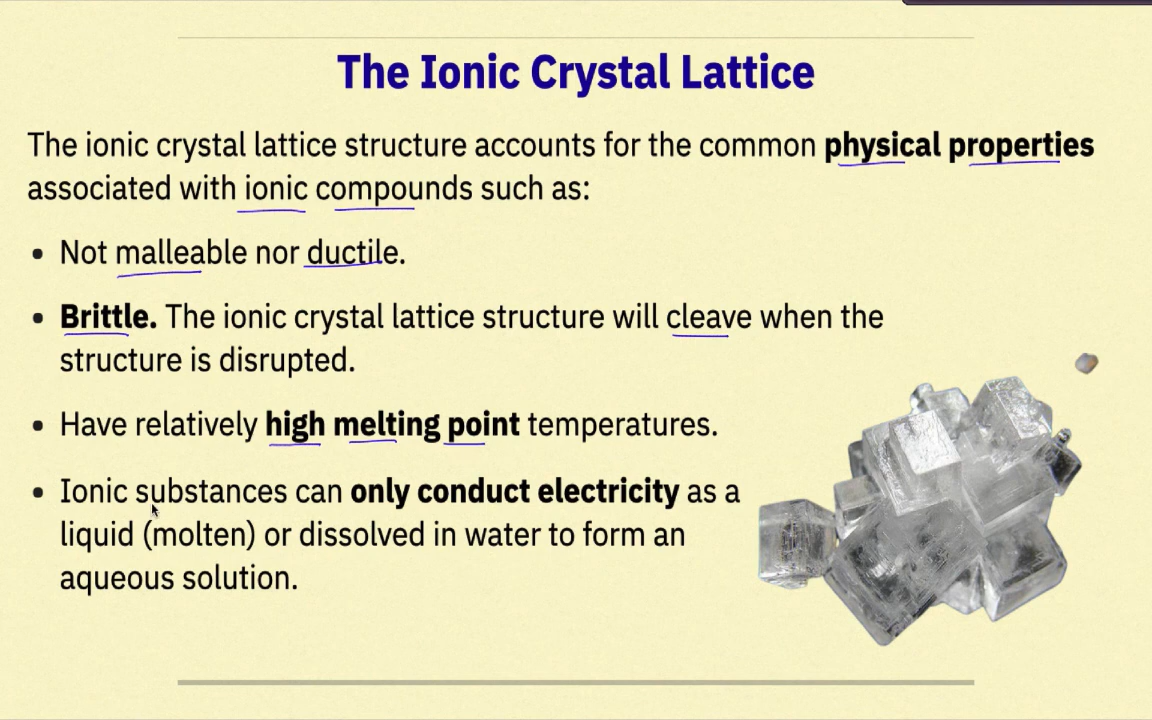 The Ionic Crystal Lattice
The ionic crystal lattice structure accounts for the common physical properties
associated with ionic compounds such as:
• Not malleable nor ductile.
• Brittle. The ionic crystal lattice structure will cleave when the
structure is disrupted.
• Have relatively high melting point temperatures.
• Ionic substances can only conduct electricity as a
liquid (molten) or dissolved in water to form an
aqueous solution.